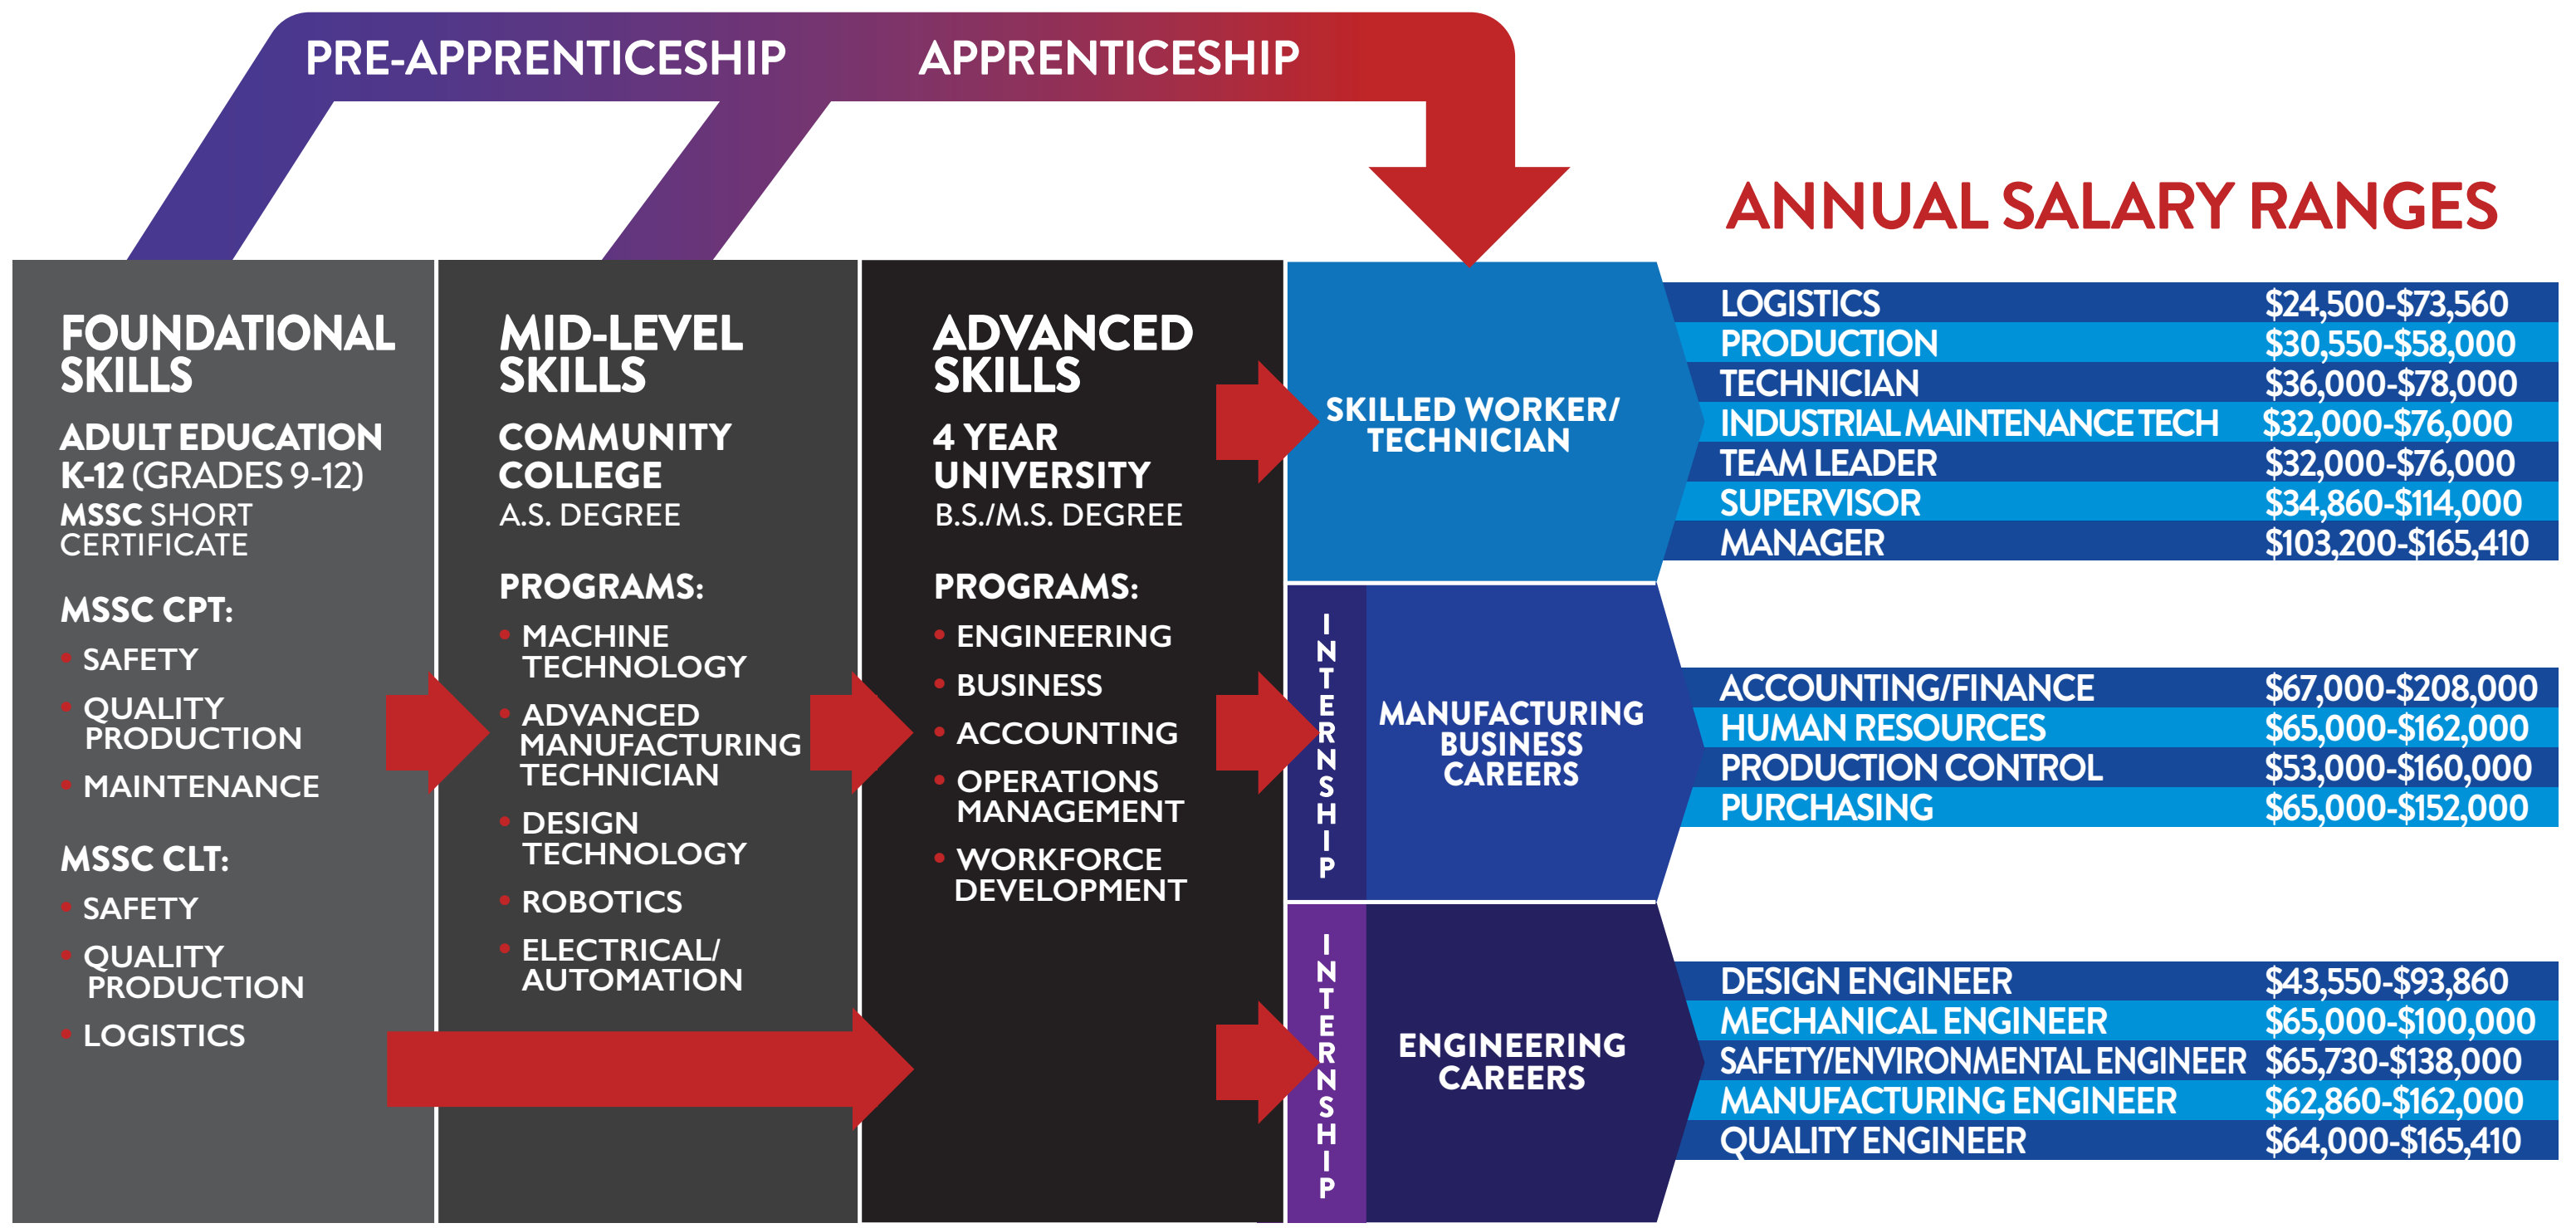 PRE-APPRENTICESHIP
APPRENTICESHIP
FOUNDATIONAL
SKILLS
ADULT EDUCATION
K-12 (GRADES 9-12)
MSSC SHORT
CERTIFICATE
MSSC CPT:
• SAFETY
• QUALITY
PRODUCTION
• MAINTENANCE
MSSC CLT:
• SAFETY
• QUALITY
PRODUCTION
• LOGISTICS
MID-LEVEL
SKILLS
COMMUNITY
COLLEGE
A.S. DEGREE
PROGRAMS:
• MACHINE
TECHNOLOGY
• ADVANCED
MANUFACTURING
TECHNICIAN
• DESIGN
TECHNOLOGY
• ROBOTICS
• ELECTRICAL/
AUTOMATION
ADVANCED
SKILLS
4 YEAR
UNIVERSITY
B.S./M.S. DEGREE
PROGRAMS:
• ENGINEERING
• BUSINESS
• ACCOUNTING
• OPERATIONS
MANAGEMENT
• WORKFORCE
DEVELOPMENT
SKILLED WORKER/
TECHNICIAN
INTERNSHIP
MANUFACTURING
BUSINESS
CAREERS
INTERNSHIP
ENGINEERING
CAREERS
ANNUAL SALARY RANGES
LOGISTICS $24,500-$73,560
PRODUCTION $30,550-$58,000
TECHNICIAN $36,000-$78,000
INDUSTRIAL MAINTENANCE TECH $32,000-$76,000
TEAM LEADER $32,000-$76,000
SUPERVISOR $34,860-$114,000
MANAGER $103,200-$165,410
ACCOUNTING/FINANCE $67,000-$208,000
HUMAN RESOURCES $65,000-$162,000
PRODUCTION CONTROL $53,000-$160,000
PURCHASING $65,000-$152,000
DESIGN ENGINEER $43,550-$93,860
MECHANICAL ENGINEER $65,000-$100,000
SAFETY/ENVIRONMENTAL ENGINEER $65,730-$138,000
MANUFACTURING ENGINEER $62,860-$162,000
QUALITY ENGINEER $64,000-$165,410